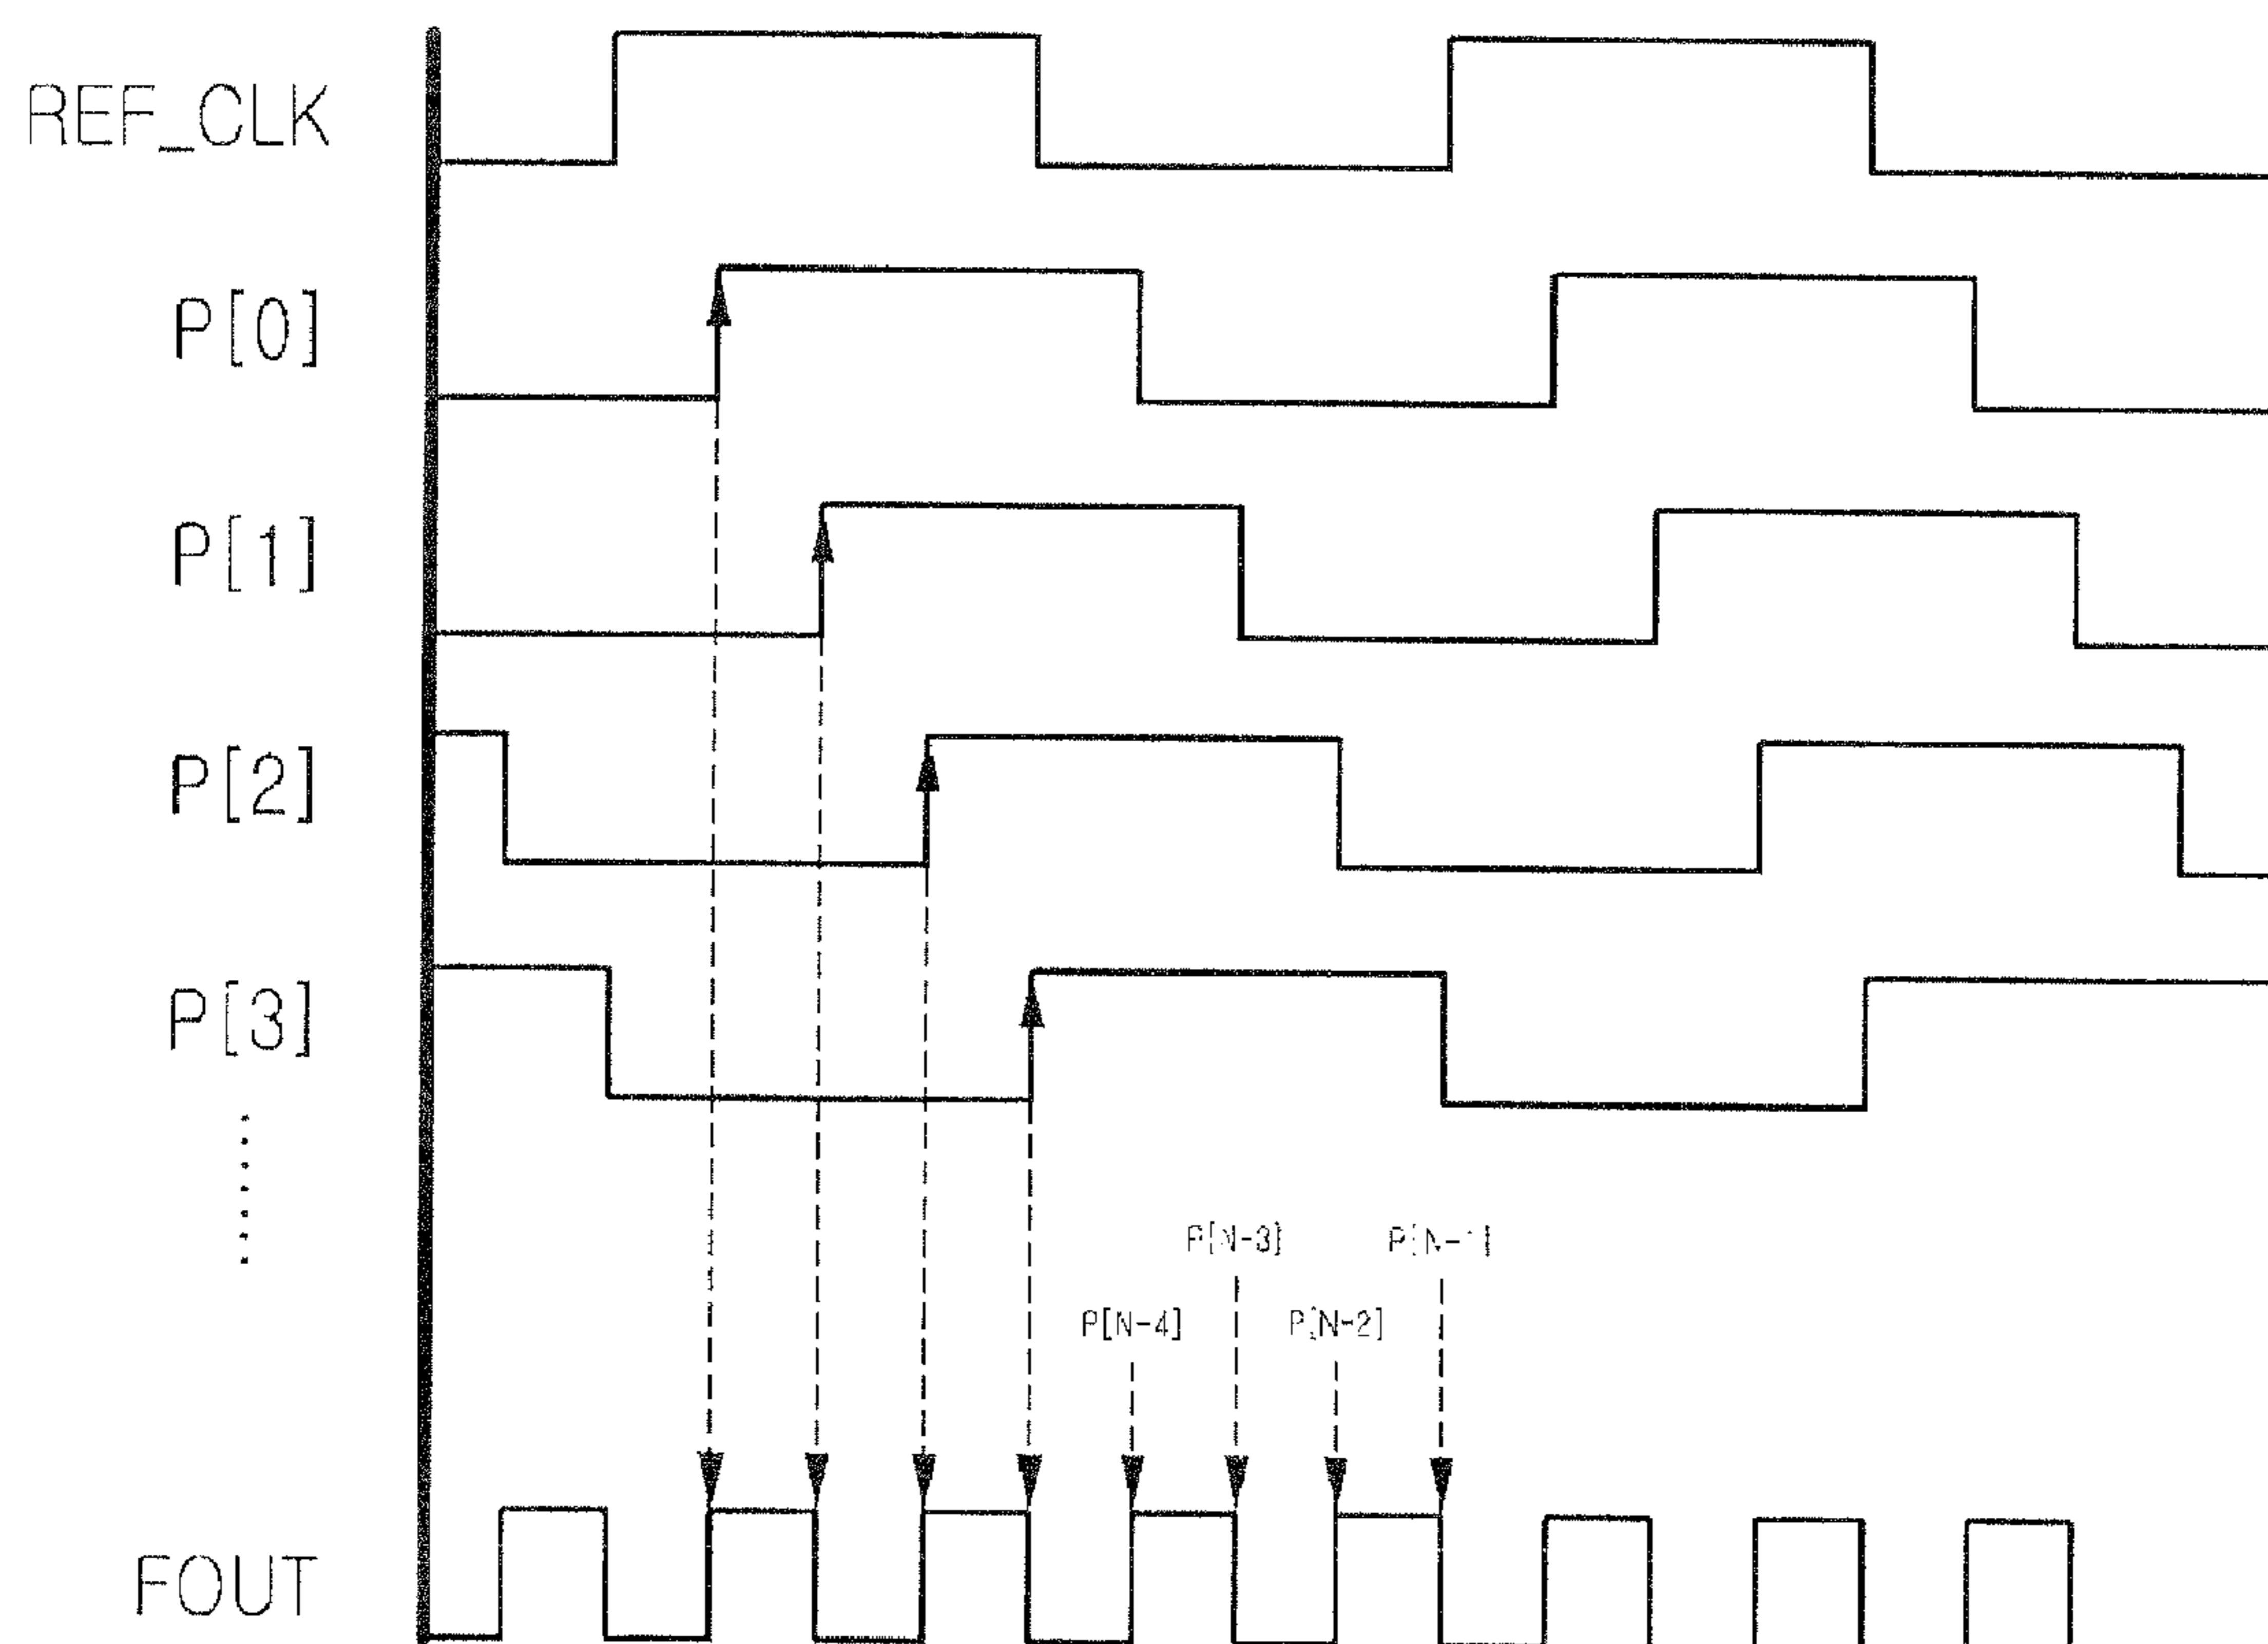 REF_CLK
P[0]
P[1]
P[2]
P[3]
P[N-3]
P[N-1]
P[N-4]
P[N-2]
FOUT